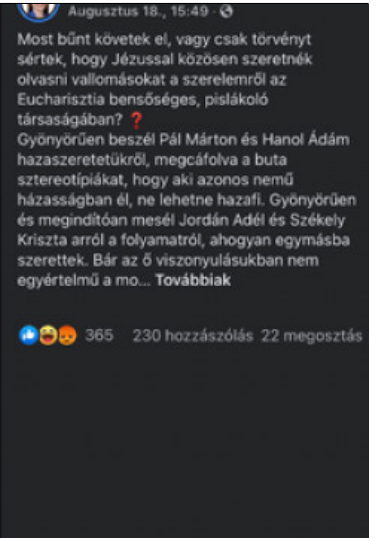 Augusztus 18., 15:49 ·
Most bűnt követek el, vagy csak törvényt
sértek, hogy Jézussal közösen szeretnék
olvasni vallomásokat a szerelemről az
Eucharisztia bensőséges, pislákoló
társaságában? ❓
Gyönyörűen beszél Pál Márton és Hanol Ádám
hazaszeretetükről, megcáfolva a buta
sztereotípiákat, hogy aki azonos nemű
házasságban él, ne lehetne hazafi. Gyönyörűen
és megindítóan mesél Jordán Adél és Székely
Kriszta arról a folyamatról, ahogyan egymásba
szerettek. Bár az ő viszonyulásukban nem
egyértelmű a mo... Továbbiak
365 230 hozzászólás 22 megosztás